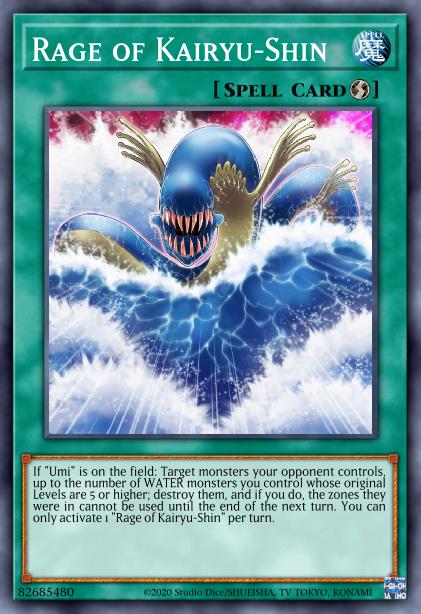 Rage of Kairyu-Shin
SPELL
魔
[Spell Card]
If "Umi" is on the field: Target monsters your opponent controls,
up to the number of WATER monsters you control whose original
Levels are 5 or higher; destroy them, and if you do, the zones they
were in cannot be used until the end of the next turn. You can
only activate 1 "Rage of Kairyu-Shin" per turn.
82685480
©2020 Studio Dice/SHUEISHA, TV TOKYO, KONAMI